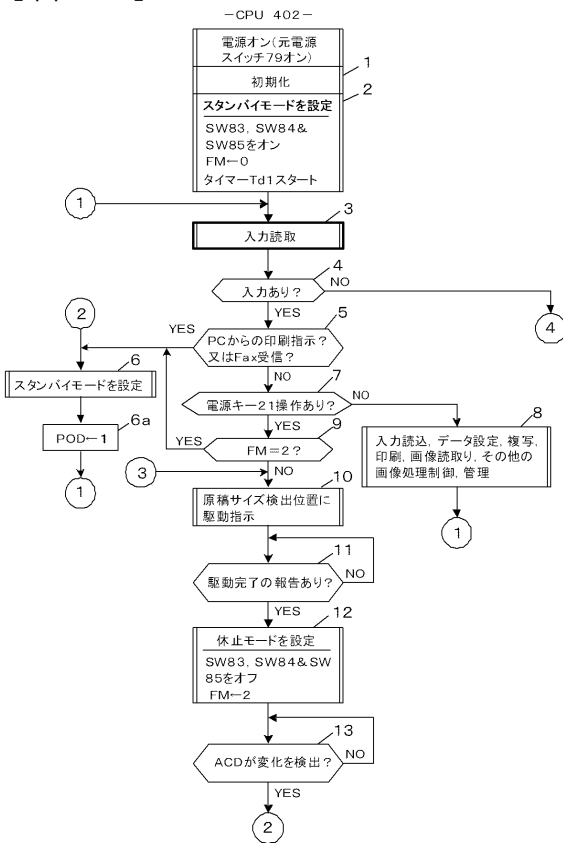 －CPU 402－
電源オン(元電源
スイッチ79オン)
1
初期化
2
スタンバイモードを設定
SW83, SW84&
SW85をオン
FM←0
タイマーTd1スタート
1
3
入力読取
4
入力あり?
NO
YES
4
2
5
YES
PCからの印刷指示?
又はFax受信?
NO
6
スタンバイモードを設定
7
電源キー21操作あり?
NO
YES
6a
POD←1
8
入力読込, データ設定, 複写,
印刷, 画像読取り, その他の
画像処理制御, 管理
9
YES
FM=2?
NO
1
3
1
10
原稿サイズ検出位置に
駆動指示
11
駆動完了の報告あり?
NO
YES
12
休止モードを設定
SW83, SW84&SW
85をオフ
FM←2
13
ACDが変化を検出?
NO
YES
2